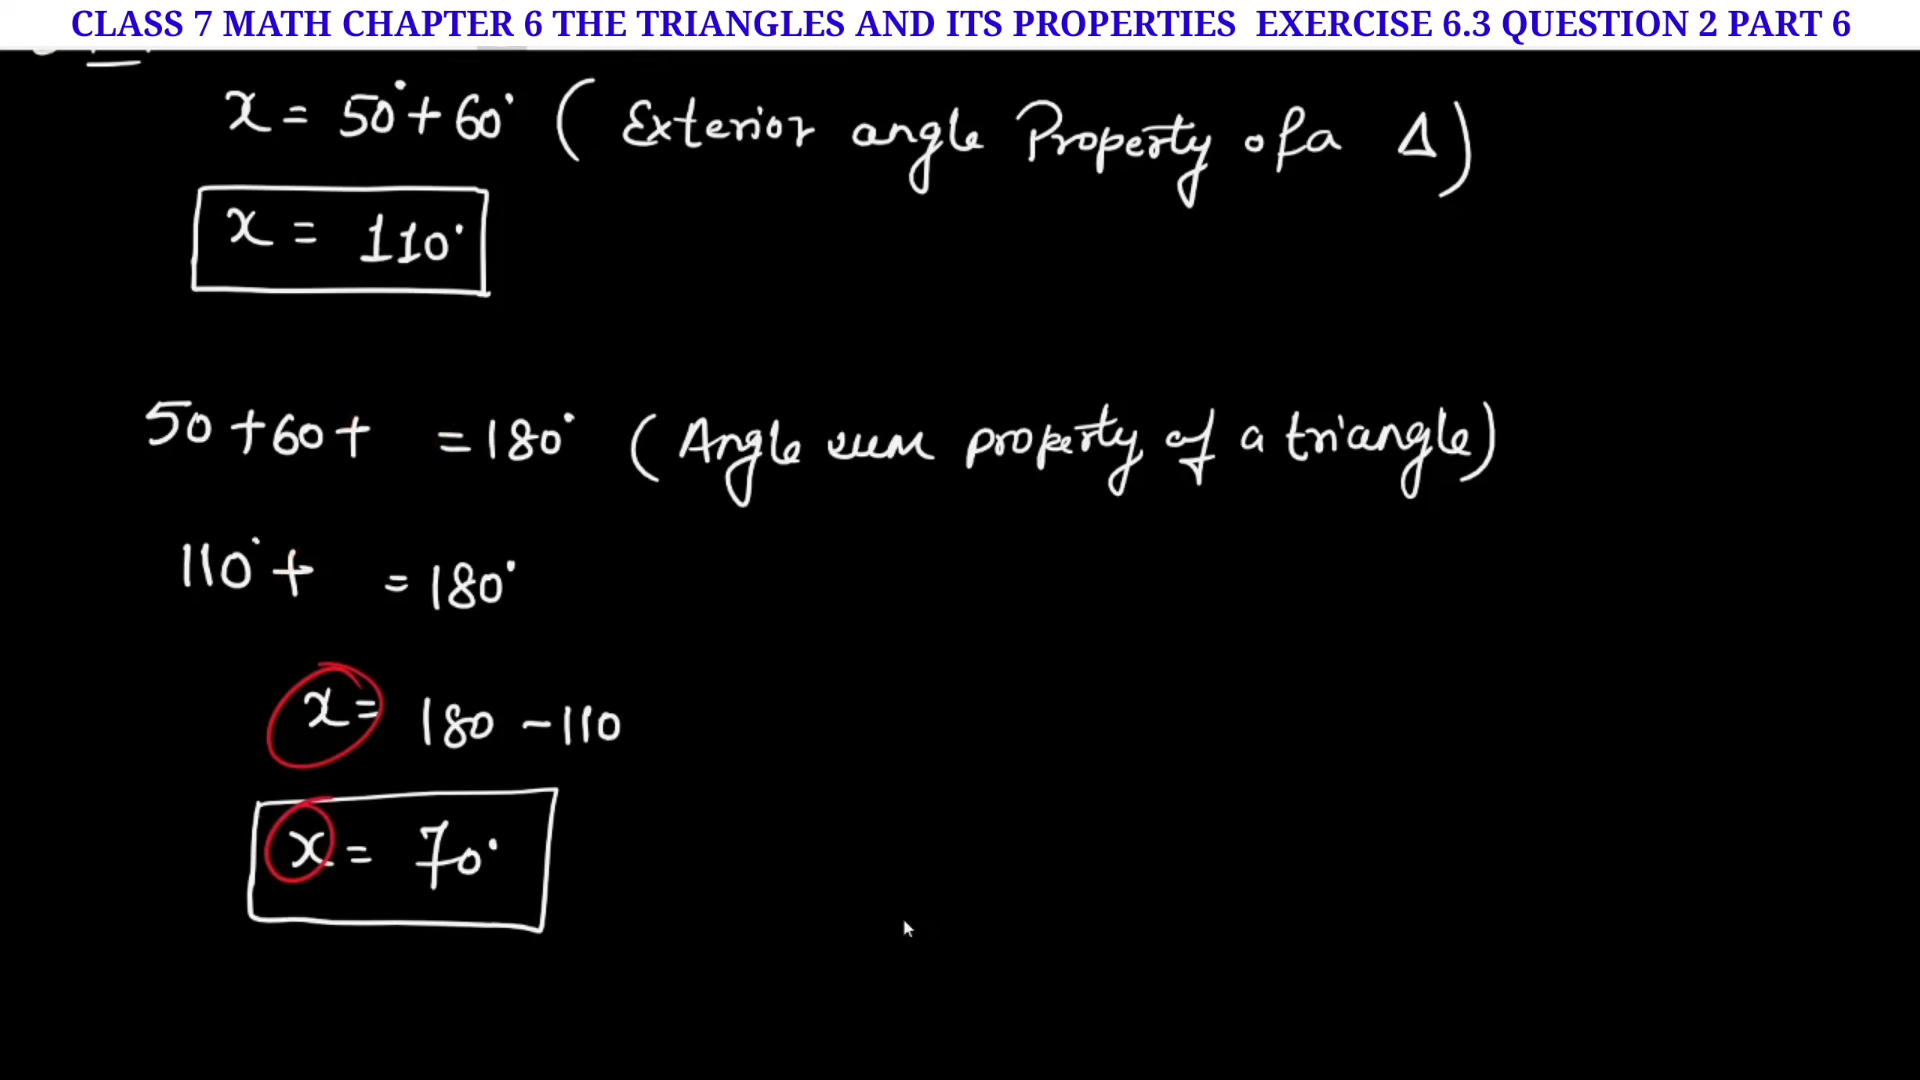 CLASS 7 MATH CHAPTER 6 THE TRIANGLES AND ITS PROPERTIES EXERCISE 6.3 QUESTION 2 PART 6
x = 50° + 60° ( Exterior angle Property of a Δ )
x = 110°
50 + 60 + = 180° ( Angle sum property of a triangle )
110° + = 180°
x = 180 - 110
x = 70°